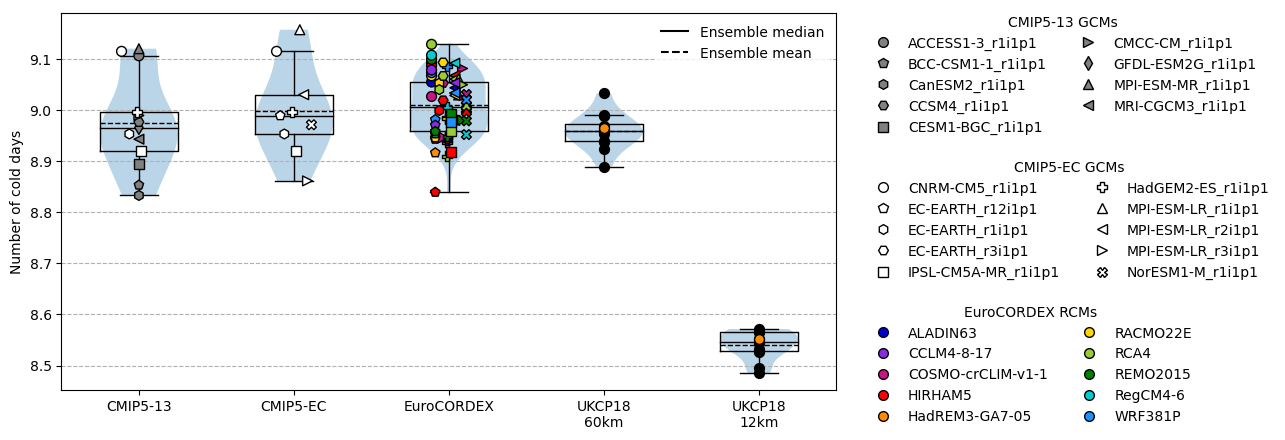 Number of cold days
9.1
9.0
8.9
8.8
8.7
8.6
8.5
Ensemble median
Ensemble mean
CMIP5-13
CMIP5-EC
EuroCORDEX
UKCP18
60km
UKCP18
12km
CMIP5-13 GCMs
ACCESS1-3_r1i1p1
BCC-CSM1-1_r1i1p1
CanESM2_r1i1p1
CCSM4_r1i1p1
CESM1-BGC_r1i1p1
CMCC-CM_r1i1p1
GFDL-ESM2G_r1i1p1
MPI-ESM-MR_r1i1p1
MRI-CGCM3_r1i1p1
CMIP5-EC GCMs
CNRM-CM5_r1i1p1
EC-EARTH_r12i1p1
EC-EARTH_r1i1p1
EC-EARTH_r3i1p1
IPSL-CM5A-MR_r1i1p1
HadGEM2-ES_r1i1p1
MPI-ESM-LR_r1i1p1
MPI-ESM-LR_r2i1p1
MPI-ESM-LR_r3i1p1
NorESM1-M_r1i1p1
EuroCORDEX RCMs
ALADIN63
CCLM4-8-17
COSMO-crCLIM-v1-1
HIRHAM5
HadREM3-GA7-05
RACMO22E
RCA4
REMO2015
RegCM4-6
WRF381P